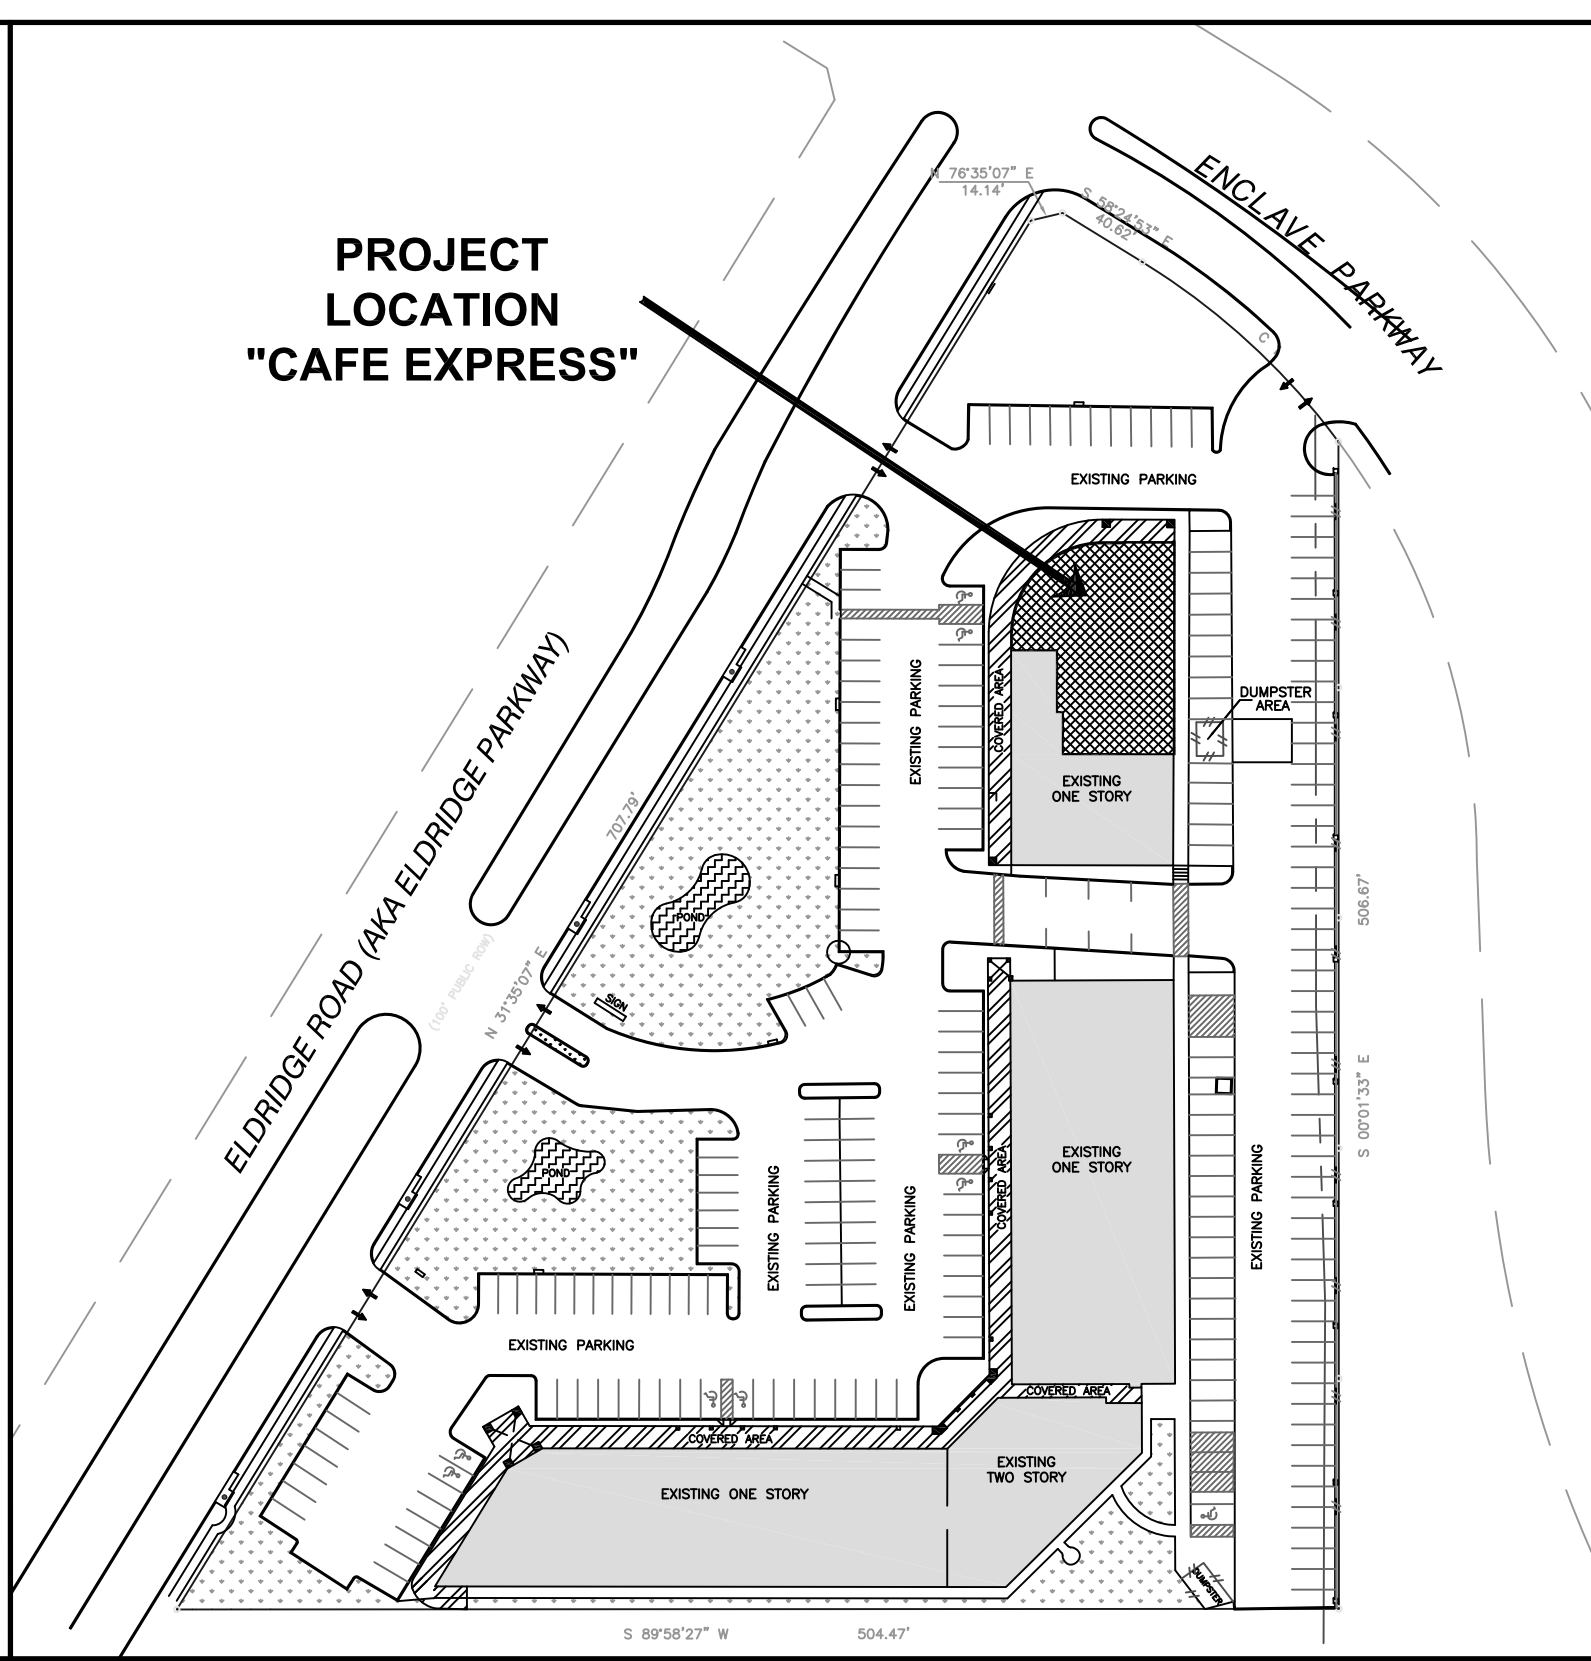 PROJECT
LOCATION
"CAFE EXPRESS"
ENCLAVE PARKWAY
N 76°35'07" E
14.14'
S 58°24'53" E
40.62'
C
EXISTING PARKING
DUMPSTER
AREA
COVERED AREA
EXISTING PARKING
EXISTING
ONE STORY
ELDRIDGE ROAD (AKA ELDRIDGE PARKWAY)
(100' PUBLIC ROW)
707.79'
N 31°35'07" E
POND
SIGN
506.67'
S 00°01'33" E
POND
EXISTING PARKING
EXISTING PARKING
COVERED AREA
EXISTING
ONE STORY
EXISTING PARKING
EXISTING PARKING
COVERED AREA
COVERED AREA
EXISTING
TWO STORY
EXISTING ONE STORY
DUMPSTER
S 89°58'27" W
504.47'